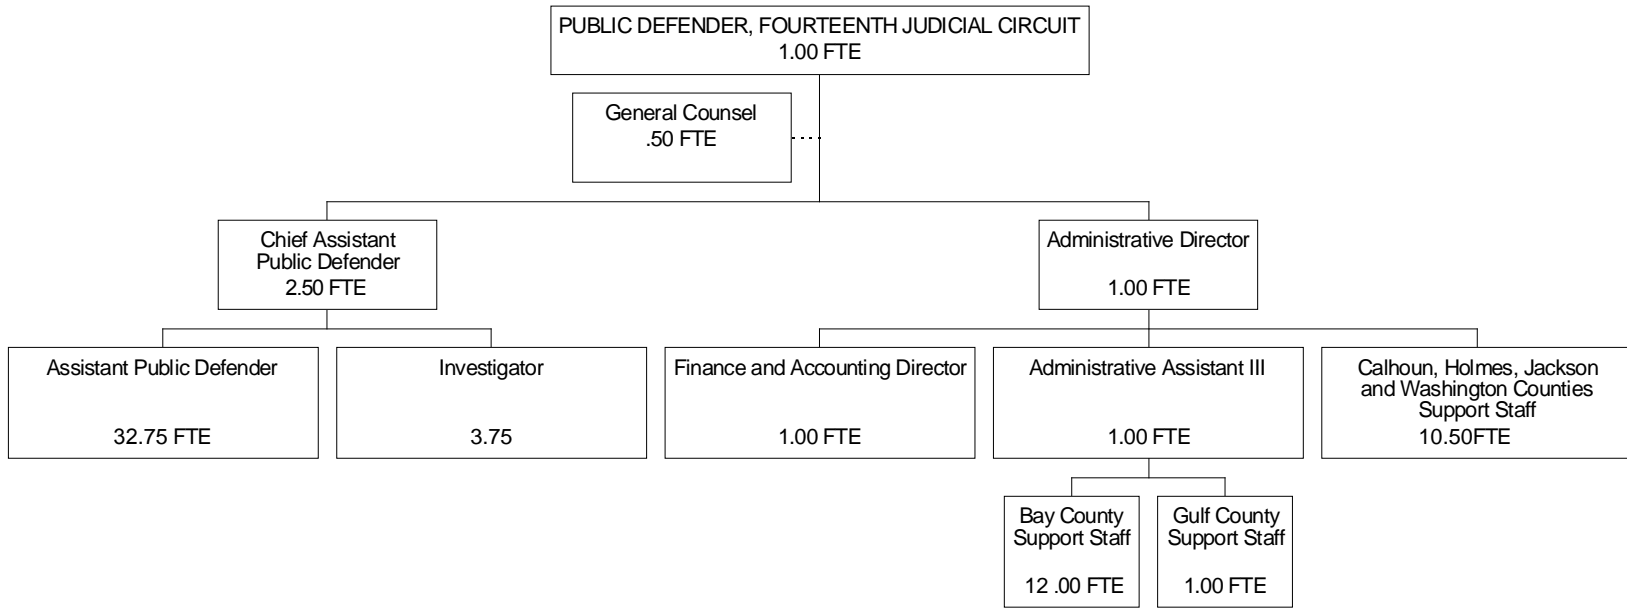 PUBLIC DEFENDER, FOURTEENTH JUDICIAL CIRCUIT
1.00 FTE
General Counsel
.50 FTE
Chief Assistant
Public Defender
2.50 FTE
Administrative Director
1.00 FTE
Assistant Public Defender
32.75 FTE
Investigator
3.75
Finance and Accounting Director
1.00 FTE
Administrative Assistant III
1.00 FTE
Calhoun, Holmes, Jackson
and Washington Counties
Support Staff
10.50FTE
Bay County
Support Staff
12 .00 FTE
Gulf County
Support Staff
1.00 FTE